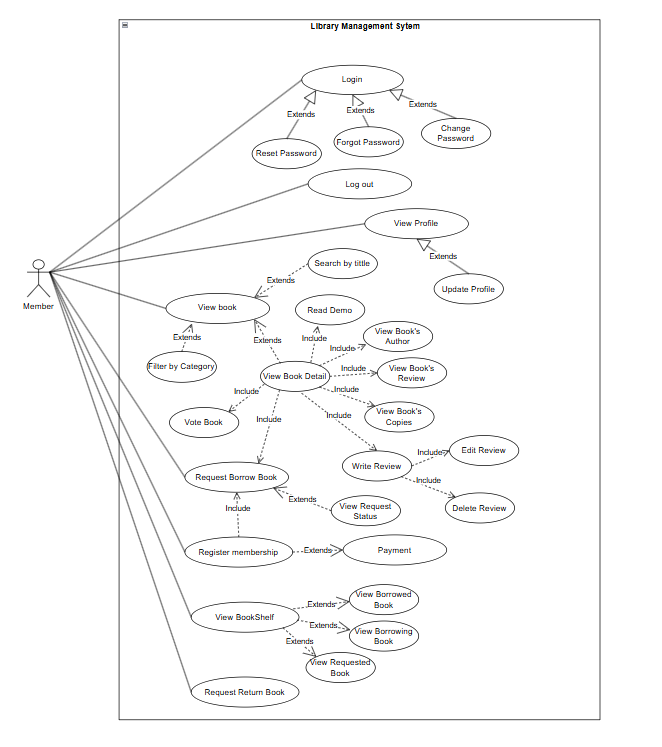 Library Management Sytem
Login
Extends
Extends
Extends
Change
Password
Forgot Password
Reset Password
Log out
View Profile
Extends
Search by tittle
Extends
Update Profile
Member
View book
Read Demo
Extends
Extends
Include
View Book's
Author
Include
Filter by Category
View Book Detail
Include
View Book's
Review
Include
Include
View Book's
Copies
Vote Book
Include
Include
Edit Review
Include
Write Review
Request Borrow Book
Include
Extends
View Request
Status
Delete Review
Include
Register membership
Extends
Payment
View Borrowed
Book
Extends
View BookShelf
Extends
View Borrowing
Book
Extends
View Requested
Book
Request Return Book